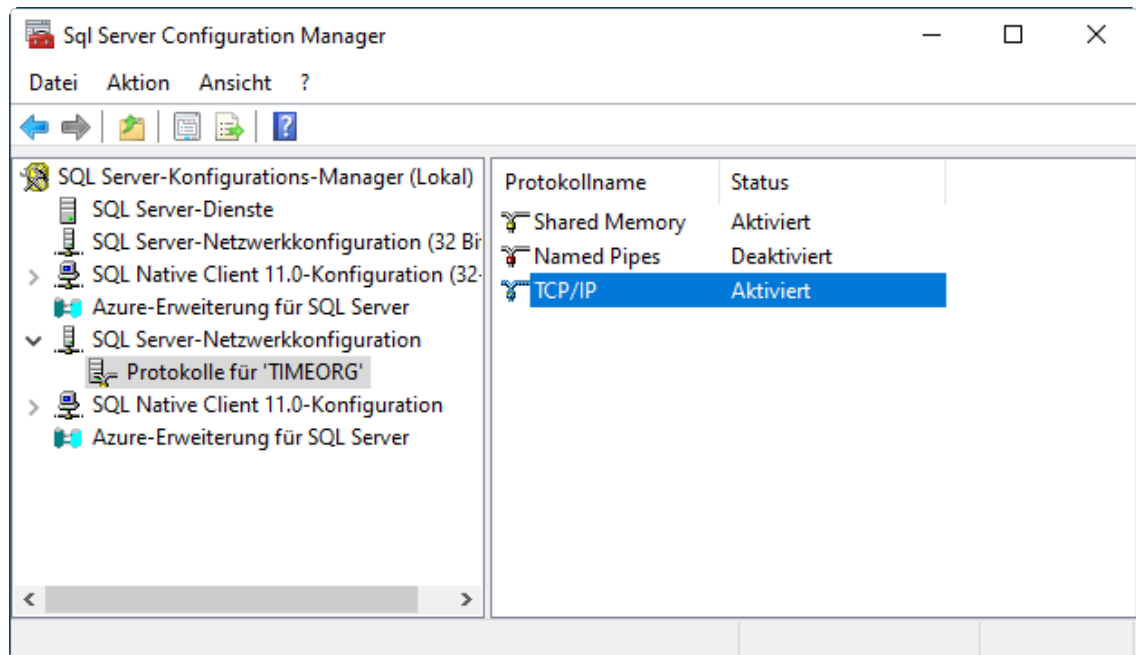 Sql Server Configuration Manager
Datei Aktion Ansicht ?
SQL Server-Konfigurations-Manager (Lokal)
SQL Server-Dienste
SQL Server-Netzwerkkonfiguration (32 Bi
SQL Native Client 11.0-Konfiguration (32-
Azure-Erweiterung für SQL Server
SQL Server-Netzwerkkonfiguration
Protokolle für 'TIMEORG'
SQL Native Client 11.0-Konfiguration
Azure-Erweiterung für SQL Server
Protokollname Status
Shared Memory Aktiviert
Named Pipes Deaktiviert
TCP/IP Aktiviert